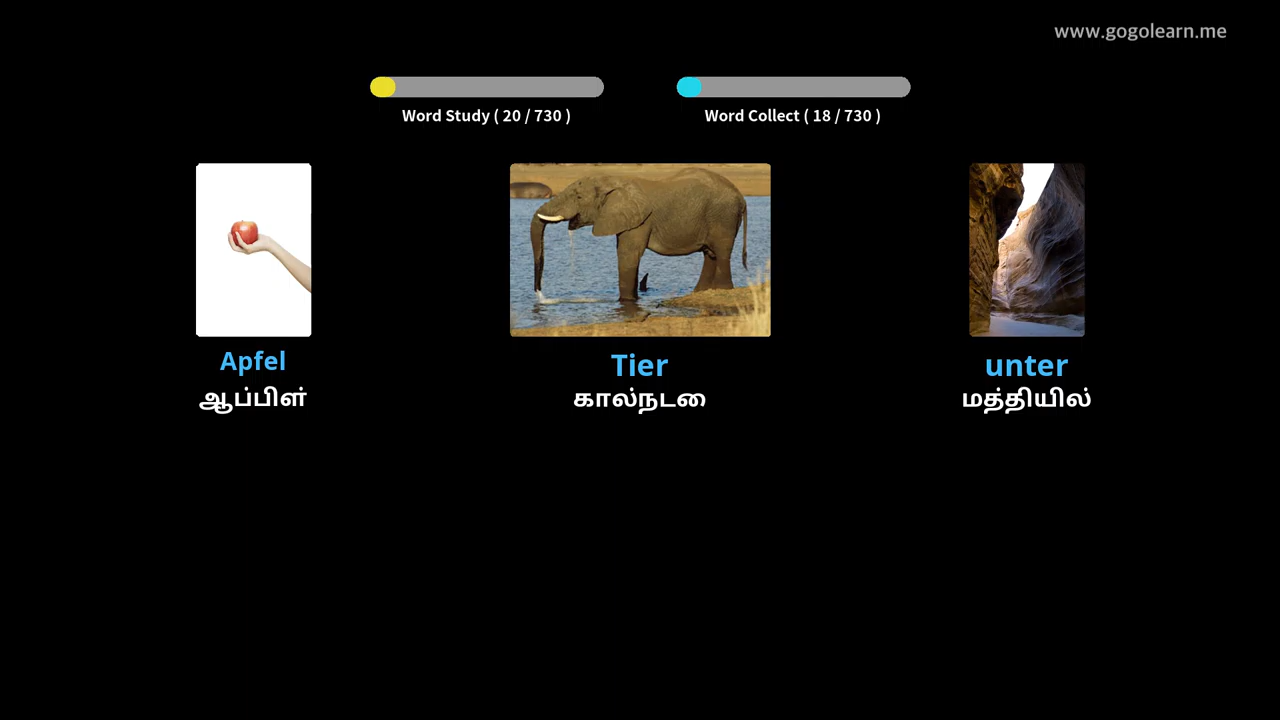 www.gogolearn.me
Word Study ( 20 / 730 )
Word Collect ( 18 / 730 )
Apfel
ஆப்பிள்
Tier
கால்நடை
unter
மத்தியில்